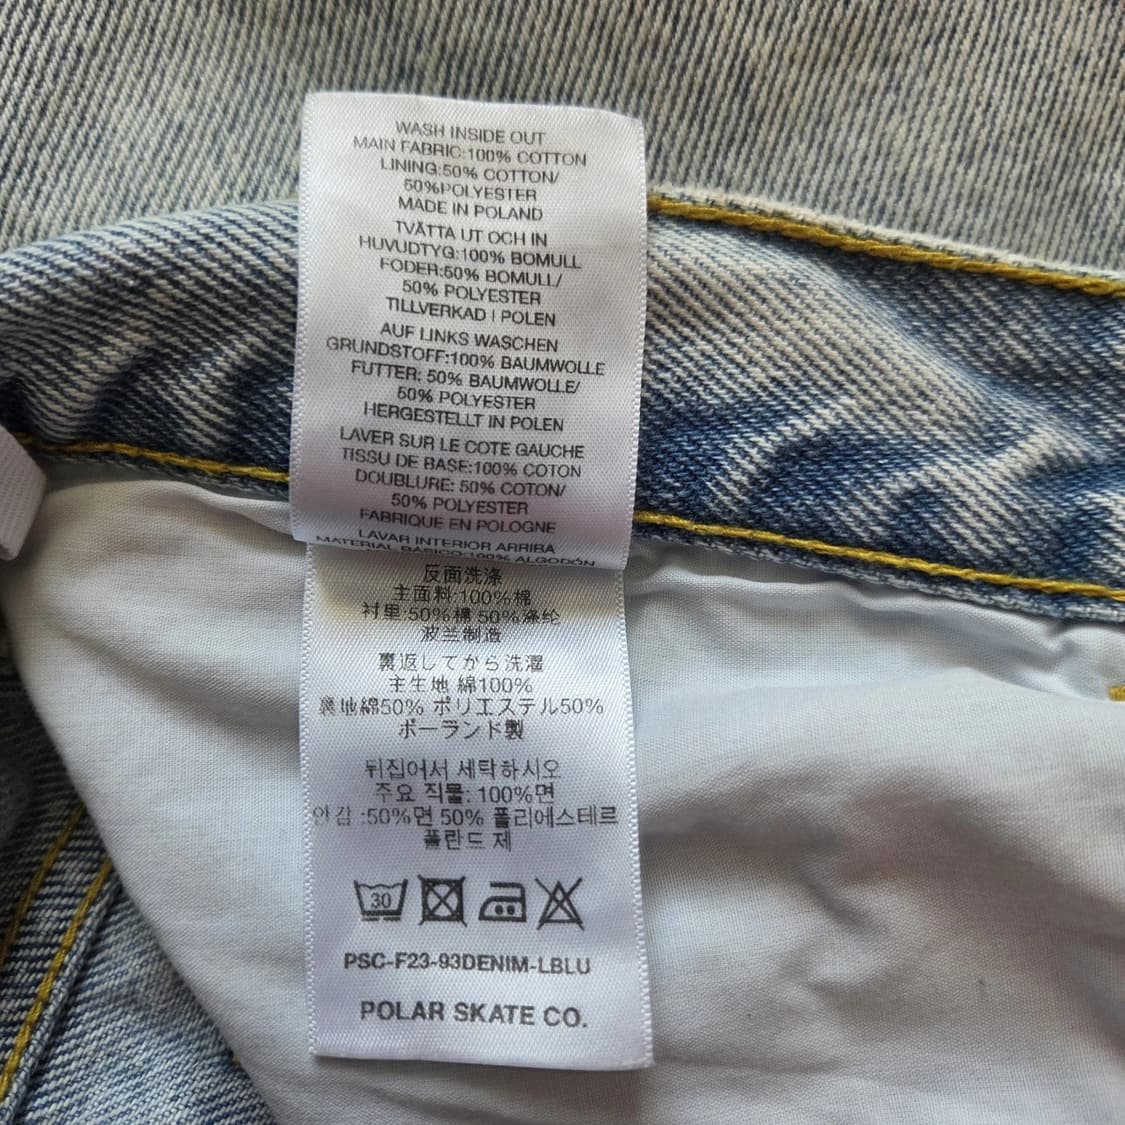 WASH INSIDE OUT
MAIN FABRIC:100% COTTON
LINING:50% COTTON/
50%POLYESTER
MADE IN POLAND
TVÄTTA UT OCH IN
HUVUDTYG:100% BOMULL
FODER:50% BOMULL/
50% POLYESTER
TILLVERKAD I POLEN
AUF LINKS WASCHEN
GRUNDSTOFF:100% BAUMWOLLE
FUTTER: 50% BAUMWOLLE/
50% POLYESTER
HERGESTELLT IN POLEN
LAVER SUR LE COTE GAUCHE
TISSU DE BASE:100% COTON
DOUBLURE: 50% COTON/
50% POLYESTER
FABRIQUE EN POLOGNE
LAVAR INTERIOR ARRIBA
MATERIAL BÁSICO:100% ALGODÓN
反面洗涤
主面料:100%棉
衬里:50%棉 50%涤纶
波兰制造
裏返してから洗濯
主生地 綿100%
裏地綿50% ポリエステル50%
ポーランド製
뒤집어서 세탁하시오
주요 직물: 100%면
안감 :50%면 50% 폴리에스테르
폴란드 제
30
PSC-F23-93DENIM-LBLU
POLAR SKATE CO.